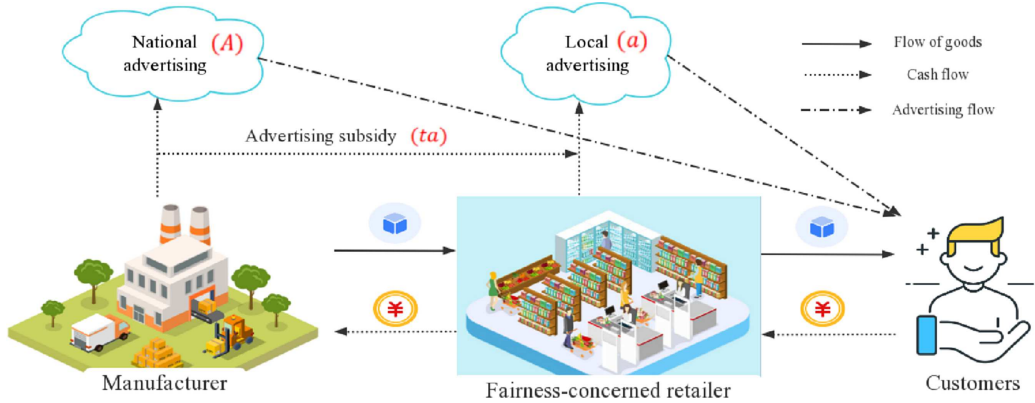 National (A)
advertising
Local (a)
advertising
Flow of goods
Cash flow
Advertising flow
Advertising subsidy (ta)
¥
¥
Manufacturer
Fairness-concerned retailer
Customers